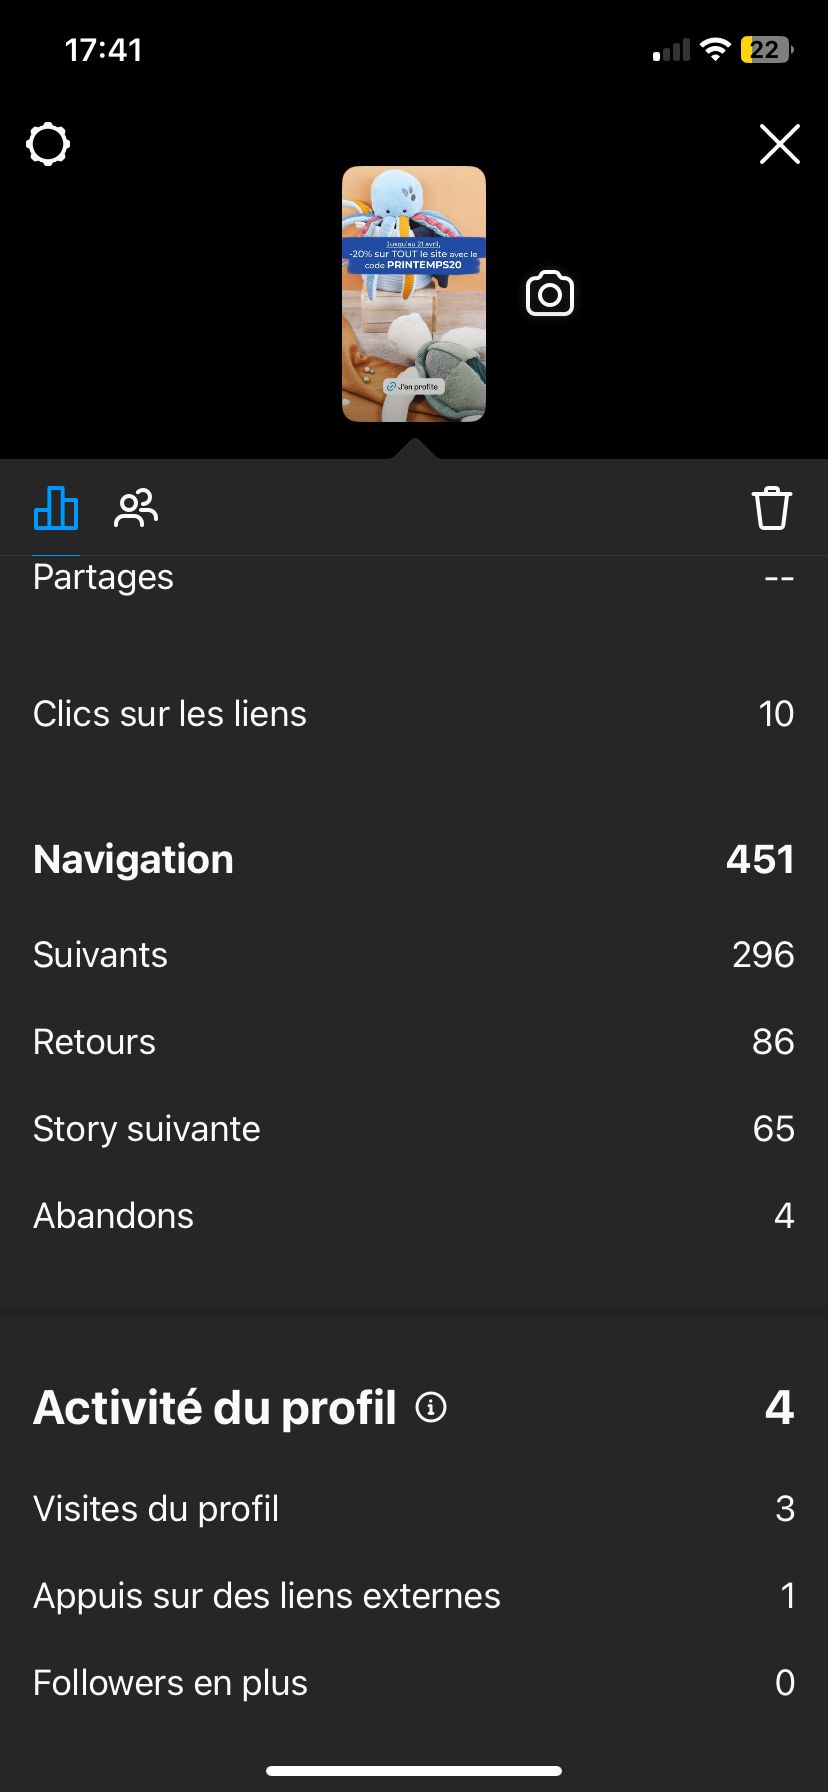 17:41
22
Jusqu'au 21 avril,
-20% sur TOUT le site avec le
code PRINTEMPS20
J'en profite
Partages --
Clics sur les liens 10
Navigation 451
Suivants 296
Retours 86
Story suivante 65
Abandons 4
Activité du profil 4
Visites du profil 3
Appuis sur des liens externes 1
Followers en plus 0